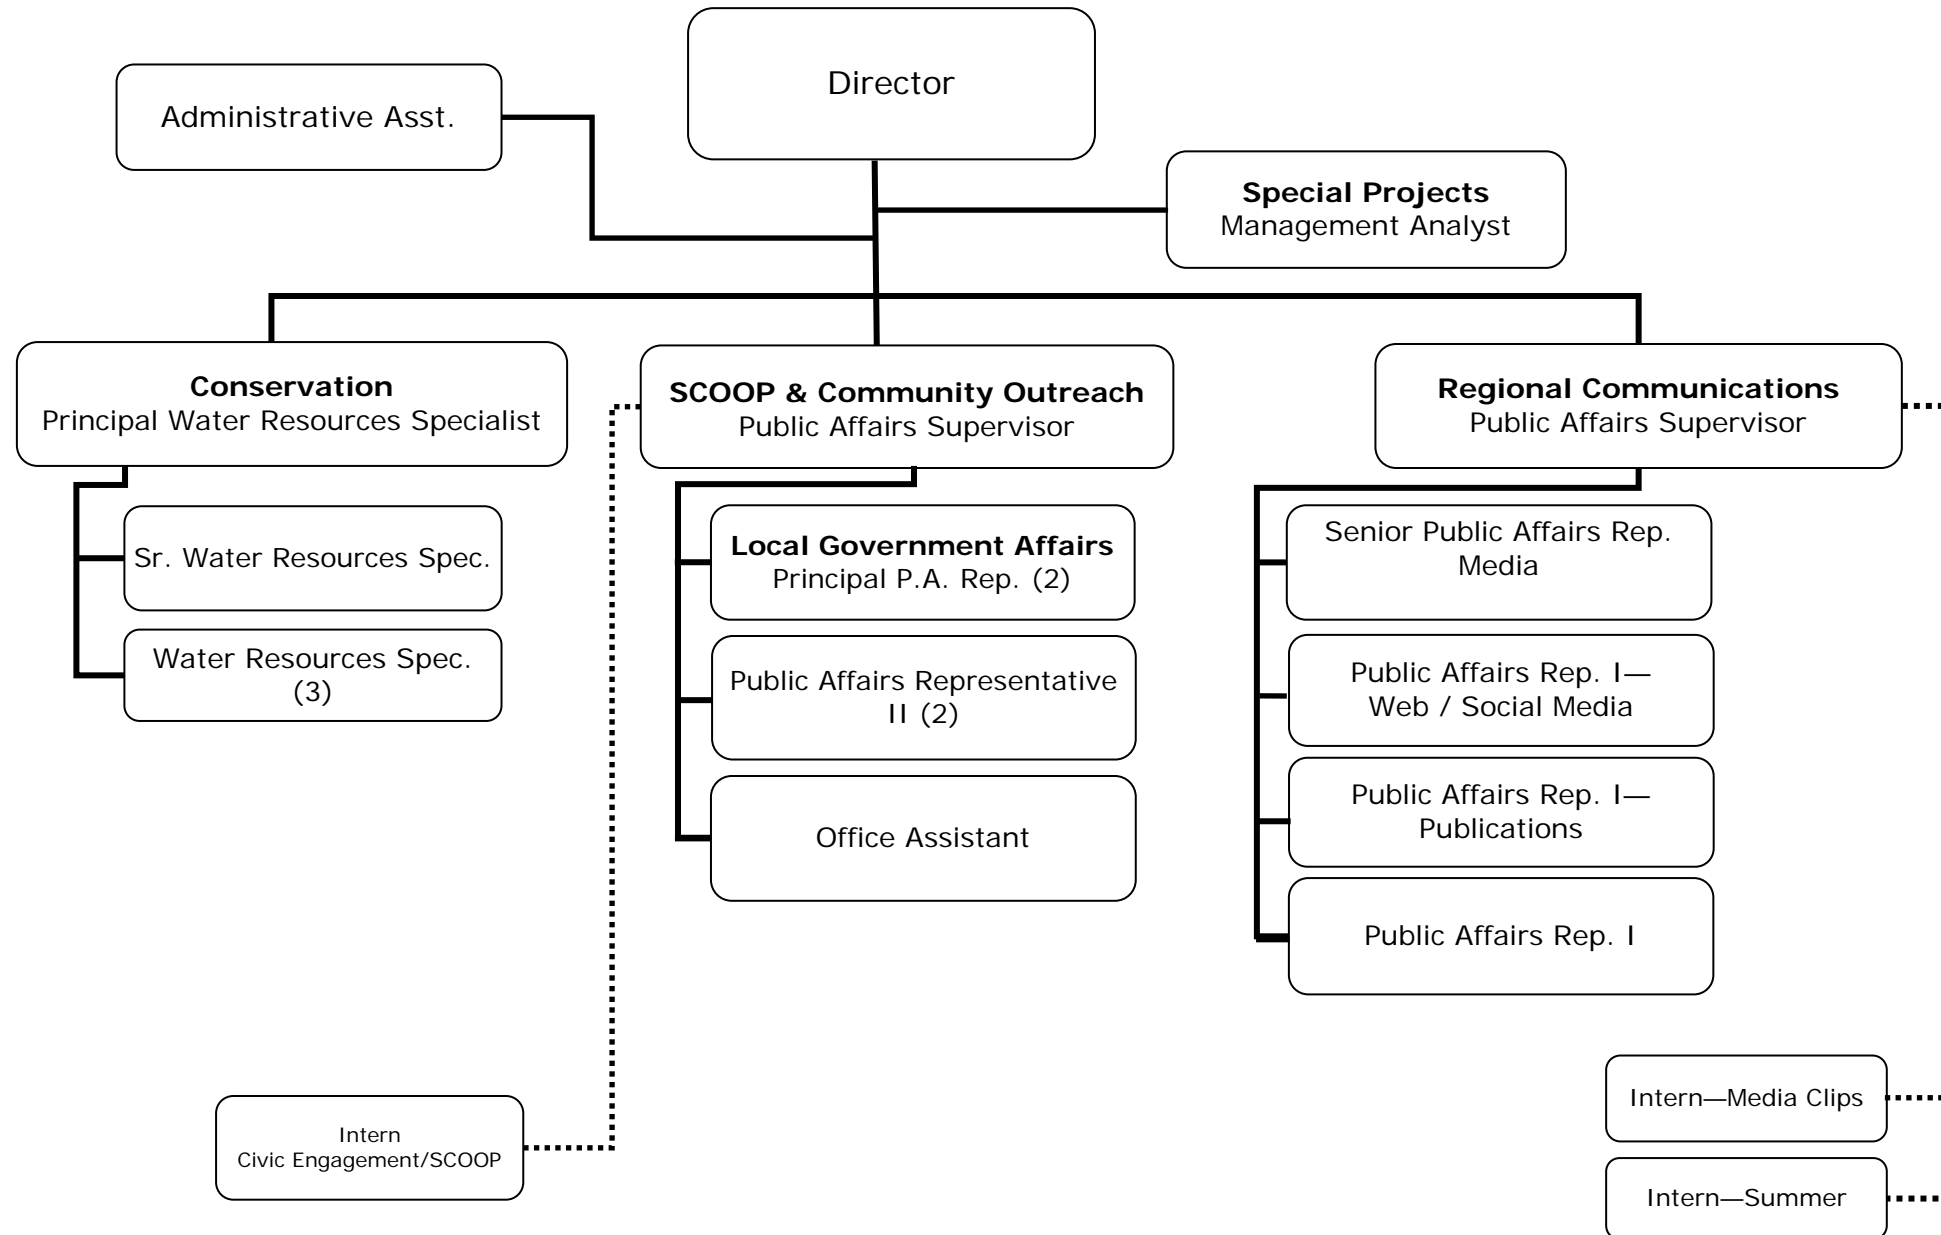 Director
Administrative Asst.
Special Projects
Management Analyst
Conservation
Principal Water Resources Specialist
SCOOP & Community Outreach
Public Affairs Supervisor
Regional Communications
Public Affairs Supervisor
Sr. Water Resources Spec.
Water Resources Spec.
(3)
Local Government Affairs
Principal P.A. Rep. (2)
Public Affairs Representative
II (2)
Office Assistant
Senior Public Affairs Rep.
Media
Public Affairs Rep. I—
Web / Social Media
Public Affairs Rep. I—
Publications
Public Affairs Rep. I
Intern
Civic Engagement/SCOOP
Intern—Media Clips
Intern—Summer